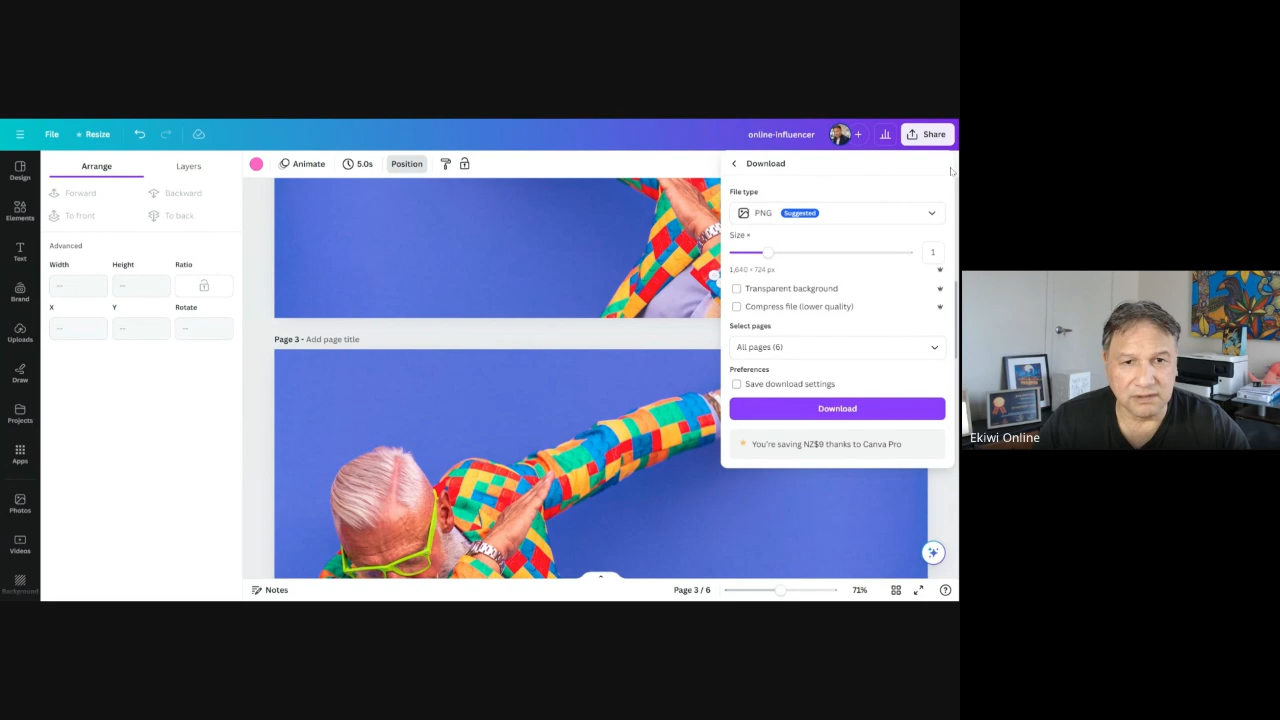 File
Resize
online-influencer
Share
Design
Elements
Text
Brand
Uploads
Draw
Projects
Apps
Photos
Videos
Background
Arrange
Layers
Forward
Backward
To front
To back
Advanced
Width
Height
Ratio
--
--
X
Y
Rotate
--
--
--
Animate
5.0s
Position
Page 3 - Add page title
Download
File type
PNG
Suggested
Size ×
1
1,640 × 724 px
Transparent background
Compress file (lower quality)
Select pages
All pages (6)
Preferences
Save download settings
Download
You're saving NZ$9 thanks to Canva Pro
Notes
Page 3 / 6
71%
Ekiwi Online